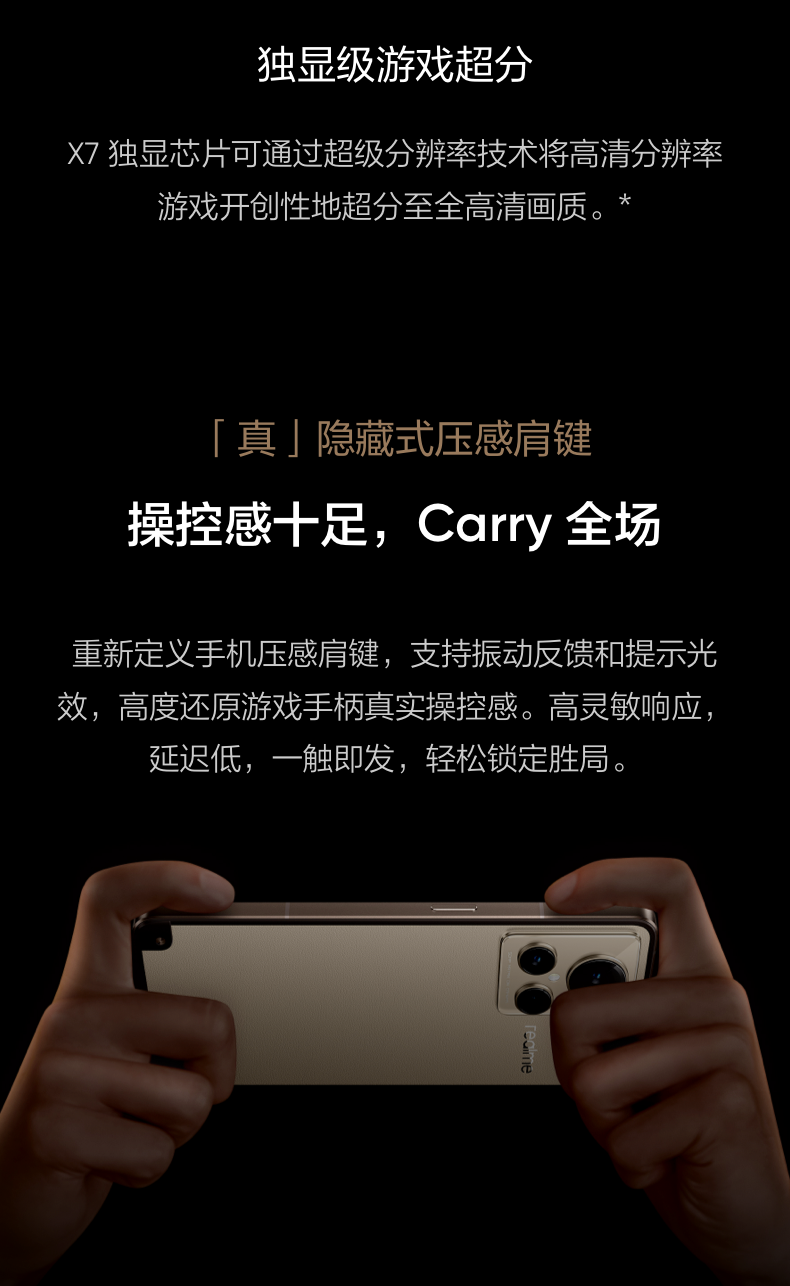 独显级游戏超分
X7 独显芯片可通过超级分辨率技术将高清分辨率
游戏开创性地超分至全高清画质。*
「 真 」隐藏式压感肩键
操控感十足，Carry 全场
重新定义手机压感肩键，支持振动反馈和提示光
效，高度还原游戏手柄真实操控感。高灵敏响应，
延迟低，一触即发，轻松锁定胜局。
realme